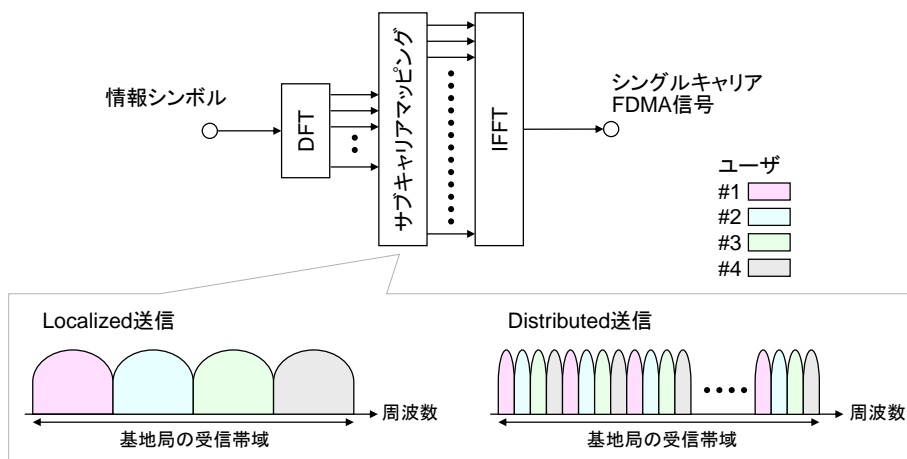 情報シンボル
DFT
サブキャリアマッピング
IFFT
シングルキャリア
FDMA信号
ユーザ
#1
#2
#3
#4
Localized送信
周波数
基地局の受信帯域
Distributed送信
周波数
基地局の受信帯域